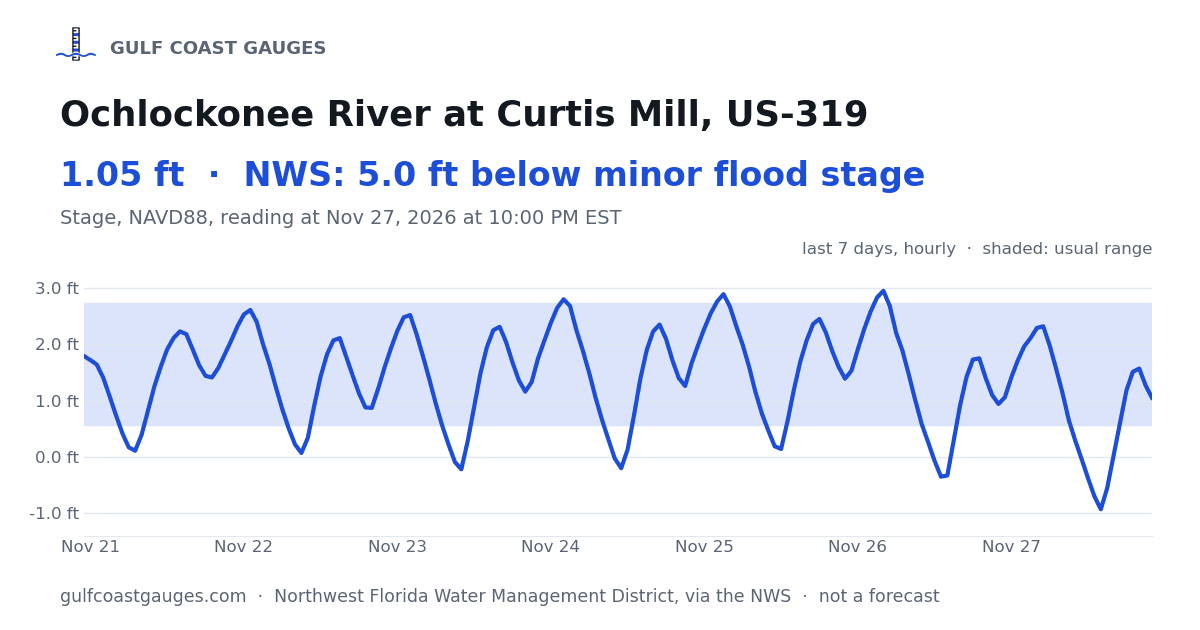 GULF COAST GAUGES
Ochlockonee River at Curtis Mill, US-319
1.05 ft · NWS: 5.0 ft below minor flood stage
Stage, NAVD88, reading at Nov 27, 2026 at 10:00 PM EST
last 7 days, hourly · shaded: usual range
3.0 ft
2.0 ft
1.0 ft
0.0 ft
-1.0 ft
Nov 21 Nov 22 Nov 23 Nov 24 Nov 25 Nov 26 Nov 27
gulfcoastgauges.com · Northwest Florida Water Management District, via the NWS · not a forecast